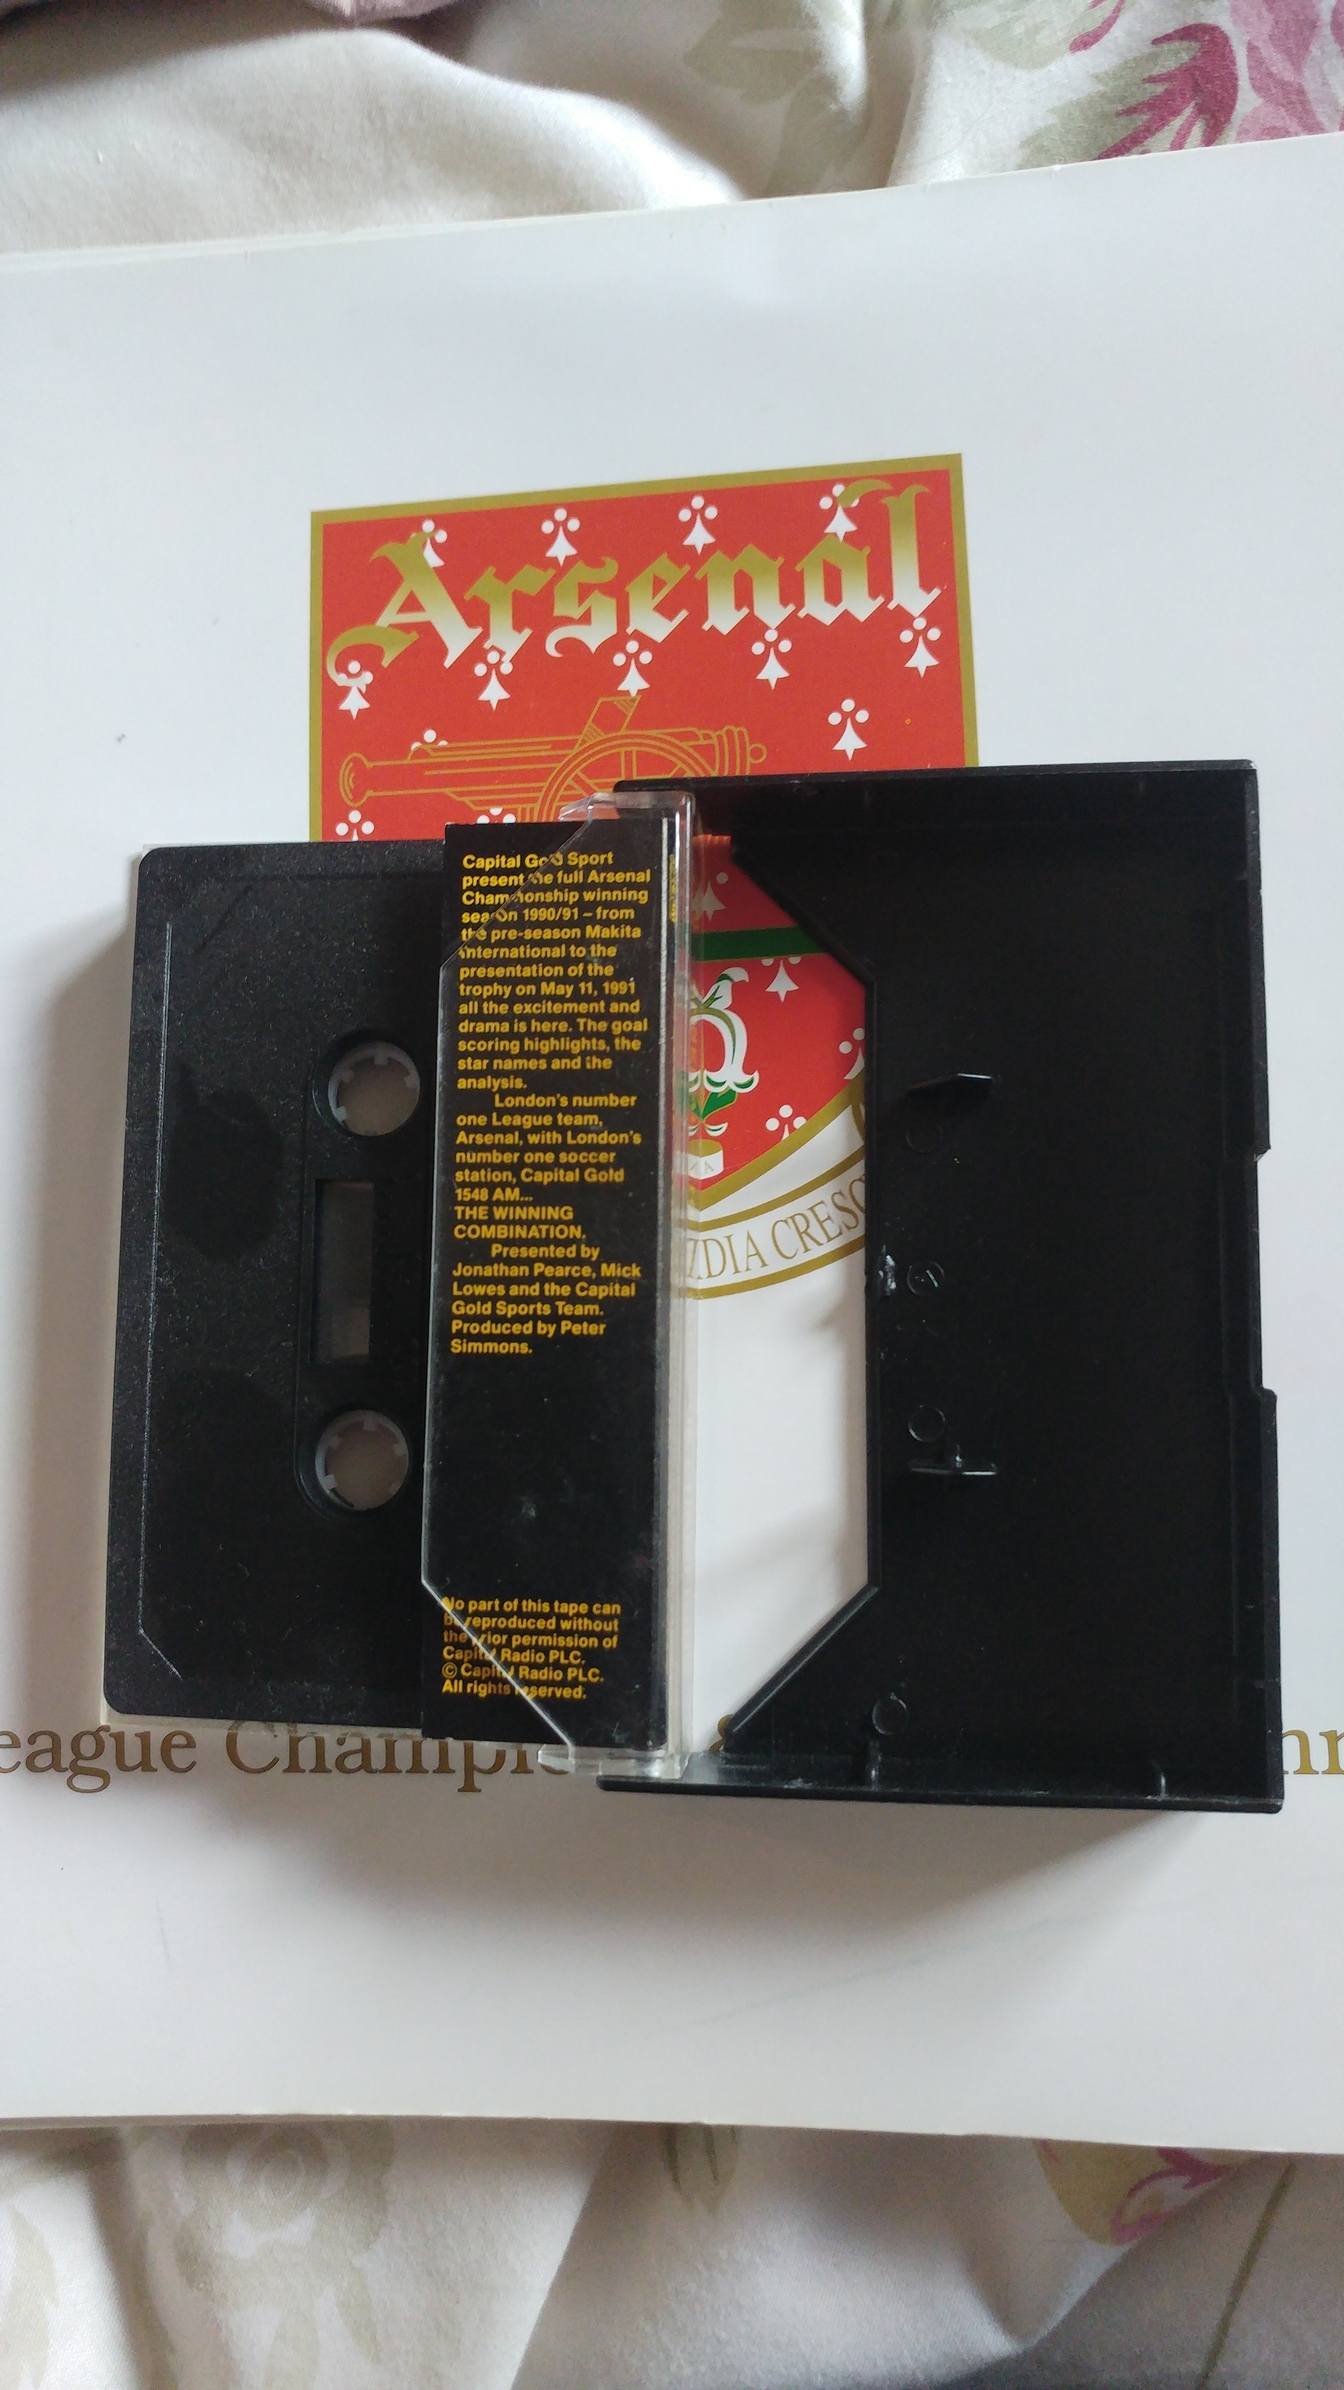 Arsenal
Capital Gold Sport
present the full Arsenal
Championship winning
season 1990/91 – from
the pre-season Makita
International to the
presentation of the
trophy on May 11, 1991
all the excitement and
drama is here. The goal
scoring highlights, the
star names and the
analysis.
London's number
one League team,
Arsenal, with London's
number one soccer
station, Capital Gold
1548 AM...
THE WINNING
COMBINATION.
Presented by
Jonathan Pearce, Mick
Lowes and the Capital
Gold Sports Team.
Produced by Peter
Simmons.
No part of this tape can
be reproduced without
the prior permission of
Capital Radio PLC.
© Capital Radio PLC.
All rights reserved.
CRESC
eague Champi